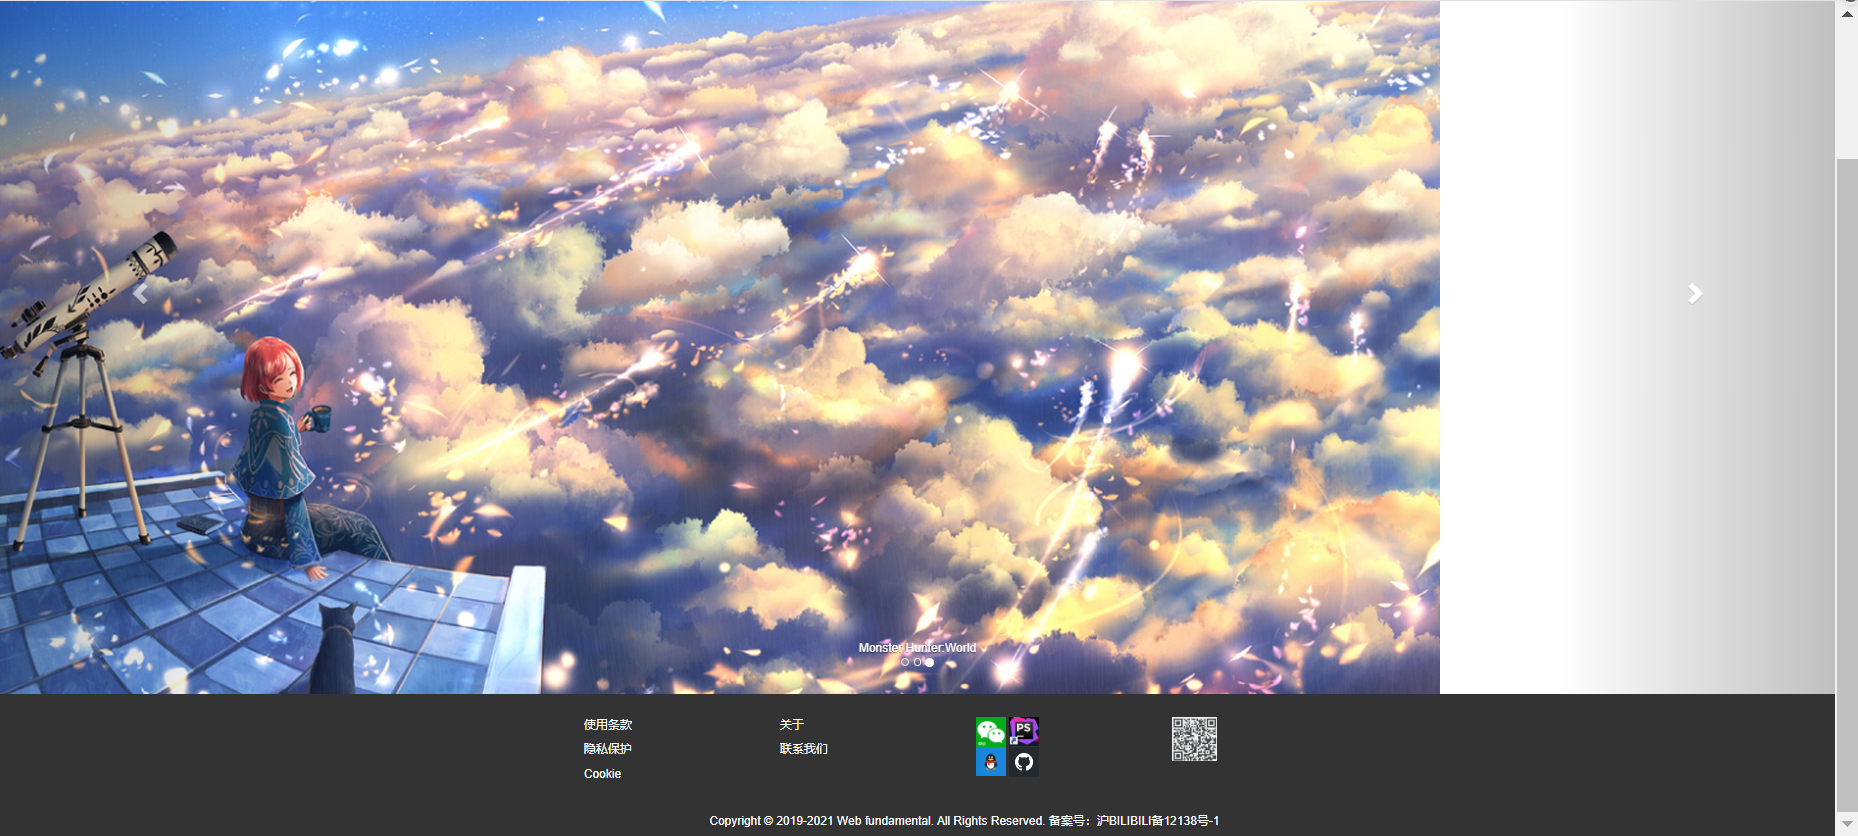 Monster Hunter:World
使用条款
隐私保护
Cookie
关于
联系我们
PS
Copyright © 2019-2021 Web fundamental. All Rights Reserved. 备案号：沪BILIBILI备12138号-1